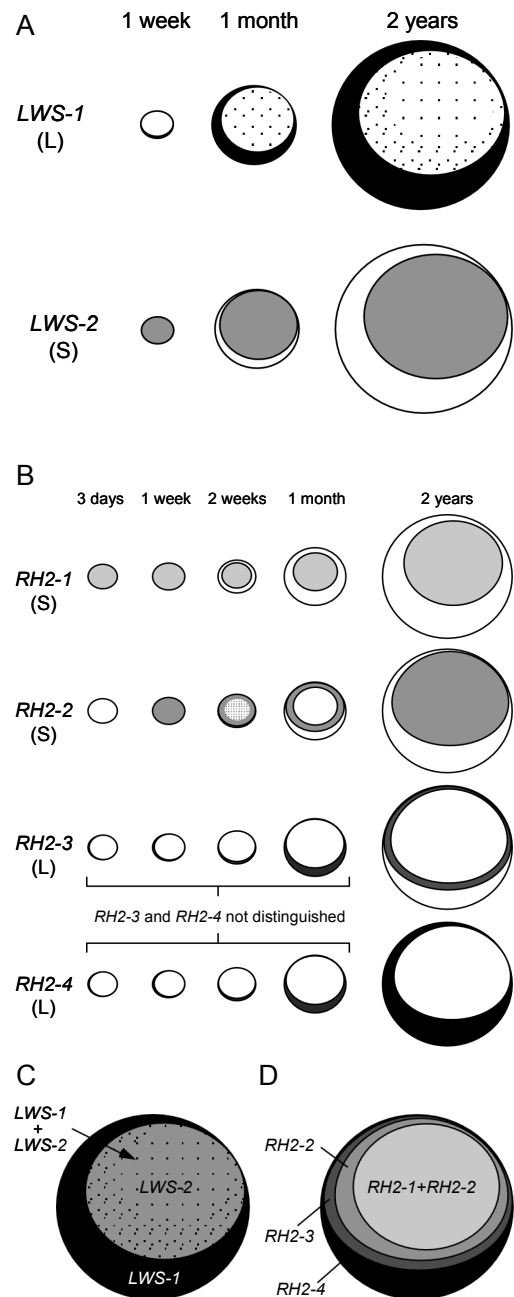 A
1 week 1 month 2 years
LWS-1
(L)
LWS-2
(S)
B
3 days 1 week 2 weeks 1 month 2 years
RH2-1
(S)
RH2-2
(S)
RH2-3
(L)
RH2-3 and RH2-4 not distinguished
RH2-4
(L)
C D
LWS-1
+
LWS-2
LWS-2
LWS-1
RH2-2
RH2-1+RH2-2
RH2-3
RH2-4